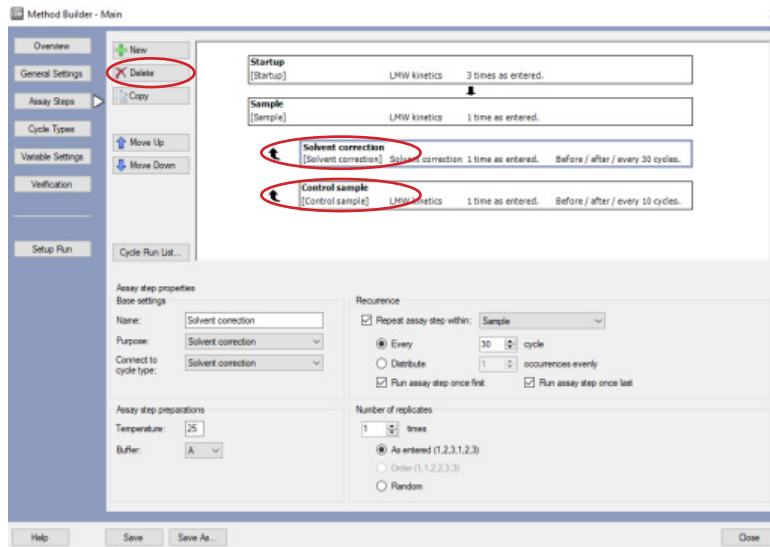 Method Builder - Main
Overview
General Settings
Assay Steps
Cycle Types
Variable Settings
Verification
Setup Run
New
Delete
Copy
Move Up
Move Down
Cycle Run List...
Startup
[Startup] LMW kinetics 3 times as entered.
Sample
[Sample] LMW kinetics 1 time as entered.
Solvent correction
[Solvent correction] Solvent correction 1 time as entered. Before / after / every 30 cycles.
Control sample
[Control sample] LMW kinetics 1 time as entered. Before / after / every 10 cycles.
Assay step properties
Base settings
Name: Solvent correction
Purpose: Solvent correction
Connect to
cycle type: Solvent correction
Recurrence
Repeat assay step within: Sample
Every 30 cycle
Distribute 1 occurrences evenly
Run assay step once first Run assay step once last
Assay step preparations
Temperature: 25
Buffer: A
Number of replicates
1 times
As entered (1,2,3,1,2,3)
Order (1,1,2,2,3,3)
Random
Help Save Save As... Close